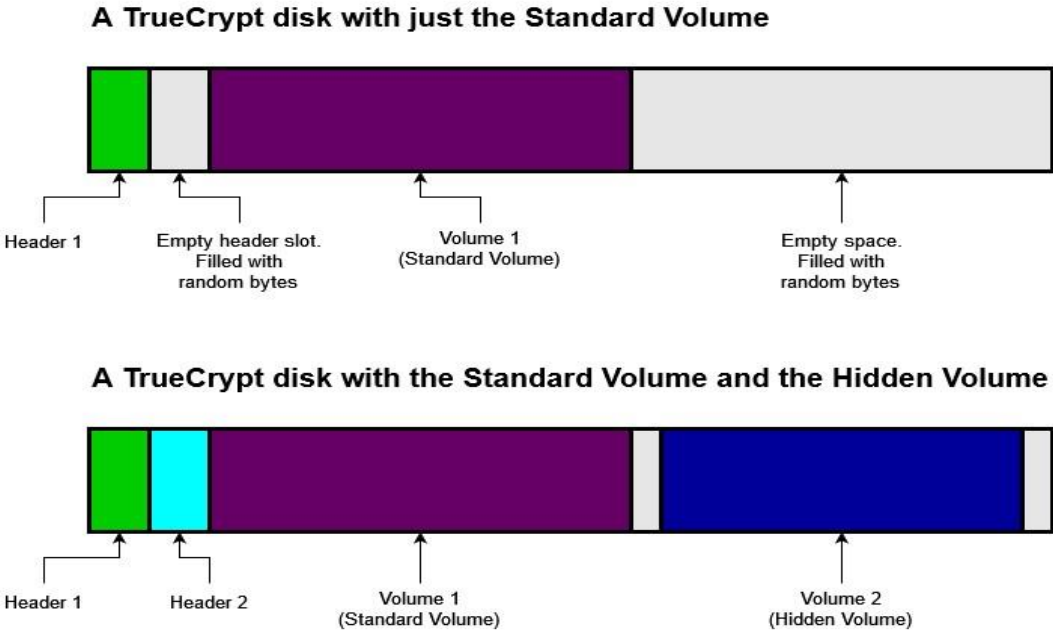 A TrueCrypt disk with just the Standard Volume
Header 1
Empty header slot.
Filled with
random bytes
Volume 1
(Standard Volume)
Empty space.
Filled with
random bytes
A TrueCrypt disk with the Standard Volume and the Hidden Volume
Header 1
Header 2
Volume 1
(Standard Volume)
Volume 2
(Hidden Volume)